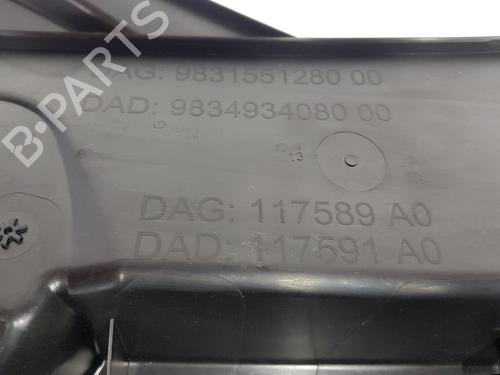 DAG: 9831551280 00
DAD: 9834934080 00
13
DAG: 117589 A0
DAD: 117591 A0
B-PARTS